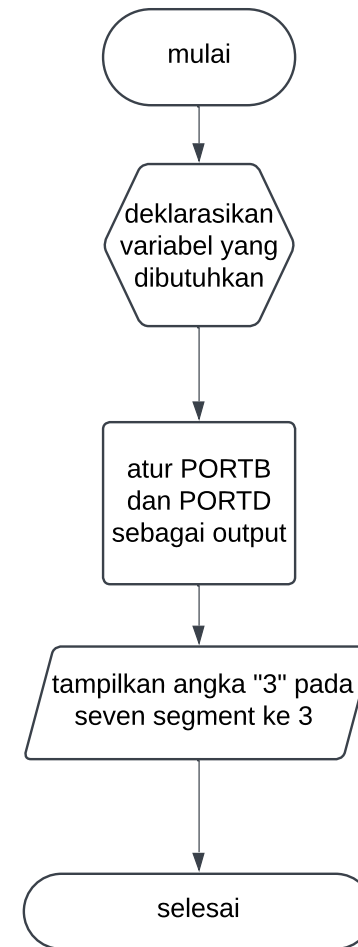 mulai
deklarasikan
variabel yang
dibutuhkan
atur PORTB
dan PORTD
sebagai output
tampilkan angka "3" pada
seven segment ke 3
selesai